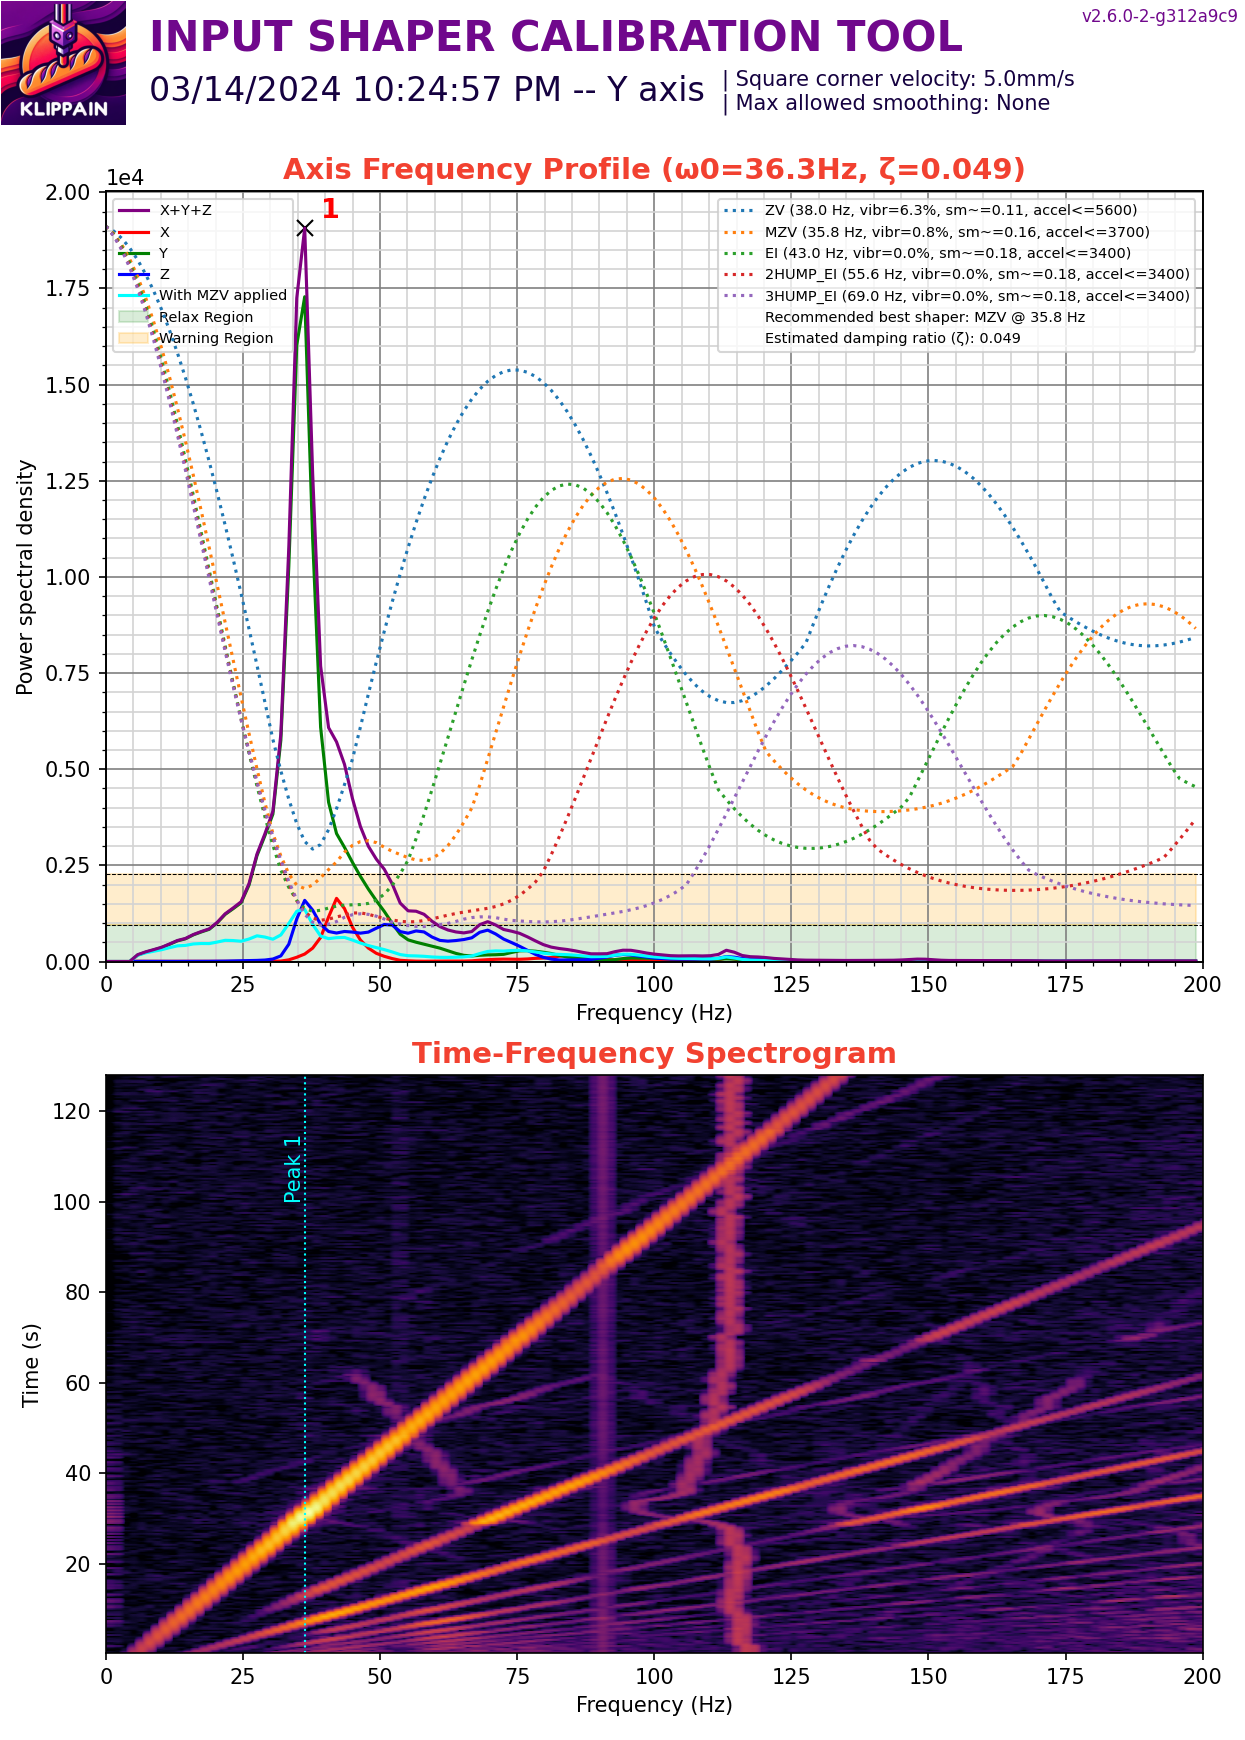 v2.6.0-2-g312a9c9
INPUT SHAPER CALIBRATION TOOL
03/14/2024 10:24:57 PM -- Y axis
| Square corner velocity: 5.0mm/s
| Max allowed smoothing: None
KLIPPAIN
Axis Frequency Profile (ω0=36.3Hz, ζ=0.049)
1e4
2.00
1.75
1.50
1.25
1.00
0.75
0.50
0.25
0.00
Power spectral density
1
X+Y+Z
X
Y
Z
With MZV applied
Relax Region
Warning Region
ZV (38.0 Hz, vibr=6.3%, sm~=0.11, accel<=5600)
MZV (35.8 Hz, vibr=0.8%, sm~=0.16, accel<=3700)
EI (43.0 Hz, vibr=0.0%, sm~=0.18, accel<=3400)
2HUMP_EI (55.6 Hz, vibr=0.0%, sm~=0.18, accel<=3400)
3HUMP_EI (69.0 Hz, vibr=0.0%, sm~=0.18, accel<=3400)
Recommended best shaper: MZV @ 35.8 Hz
Estimated damping ratio (ζ): 0.049
0 25 50 75 100 125 150 175 200
Frequency (Hz)
Time-Frequency Spectrogram
120
100
80
60
40
20
Time (s)
Peak 1
0 25 50 75 100 125 150 175 200
Frequency (Hz)